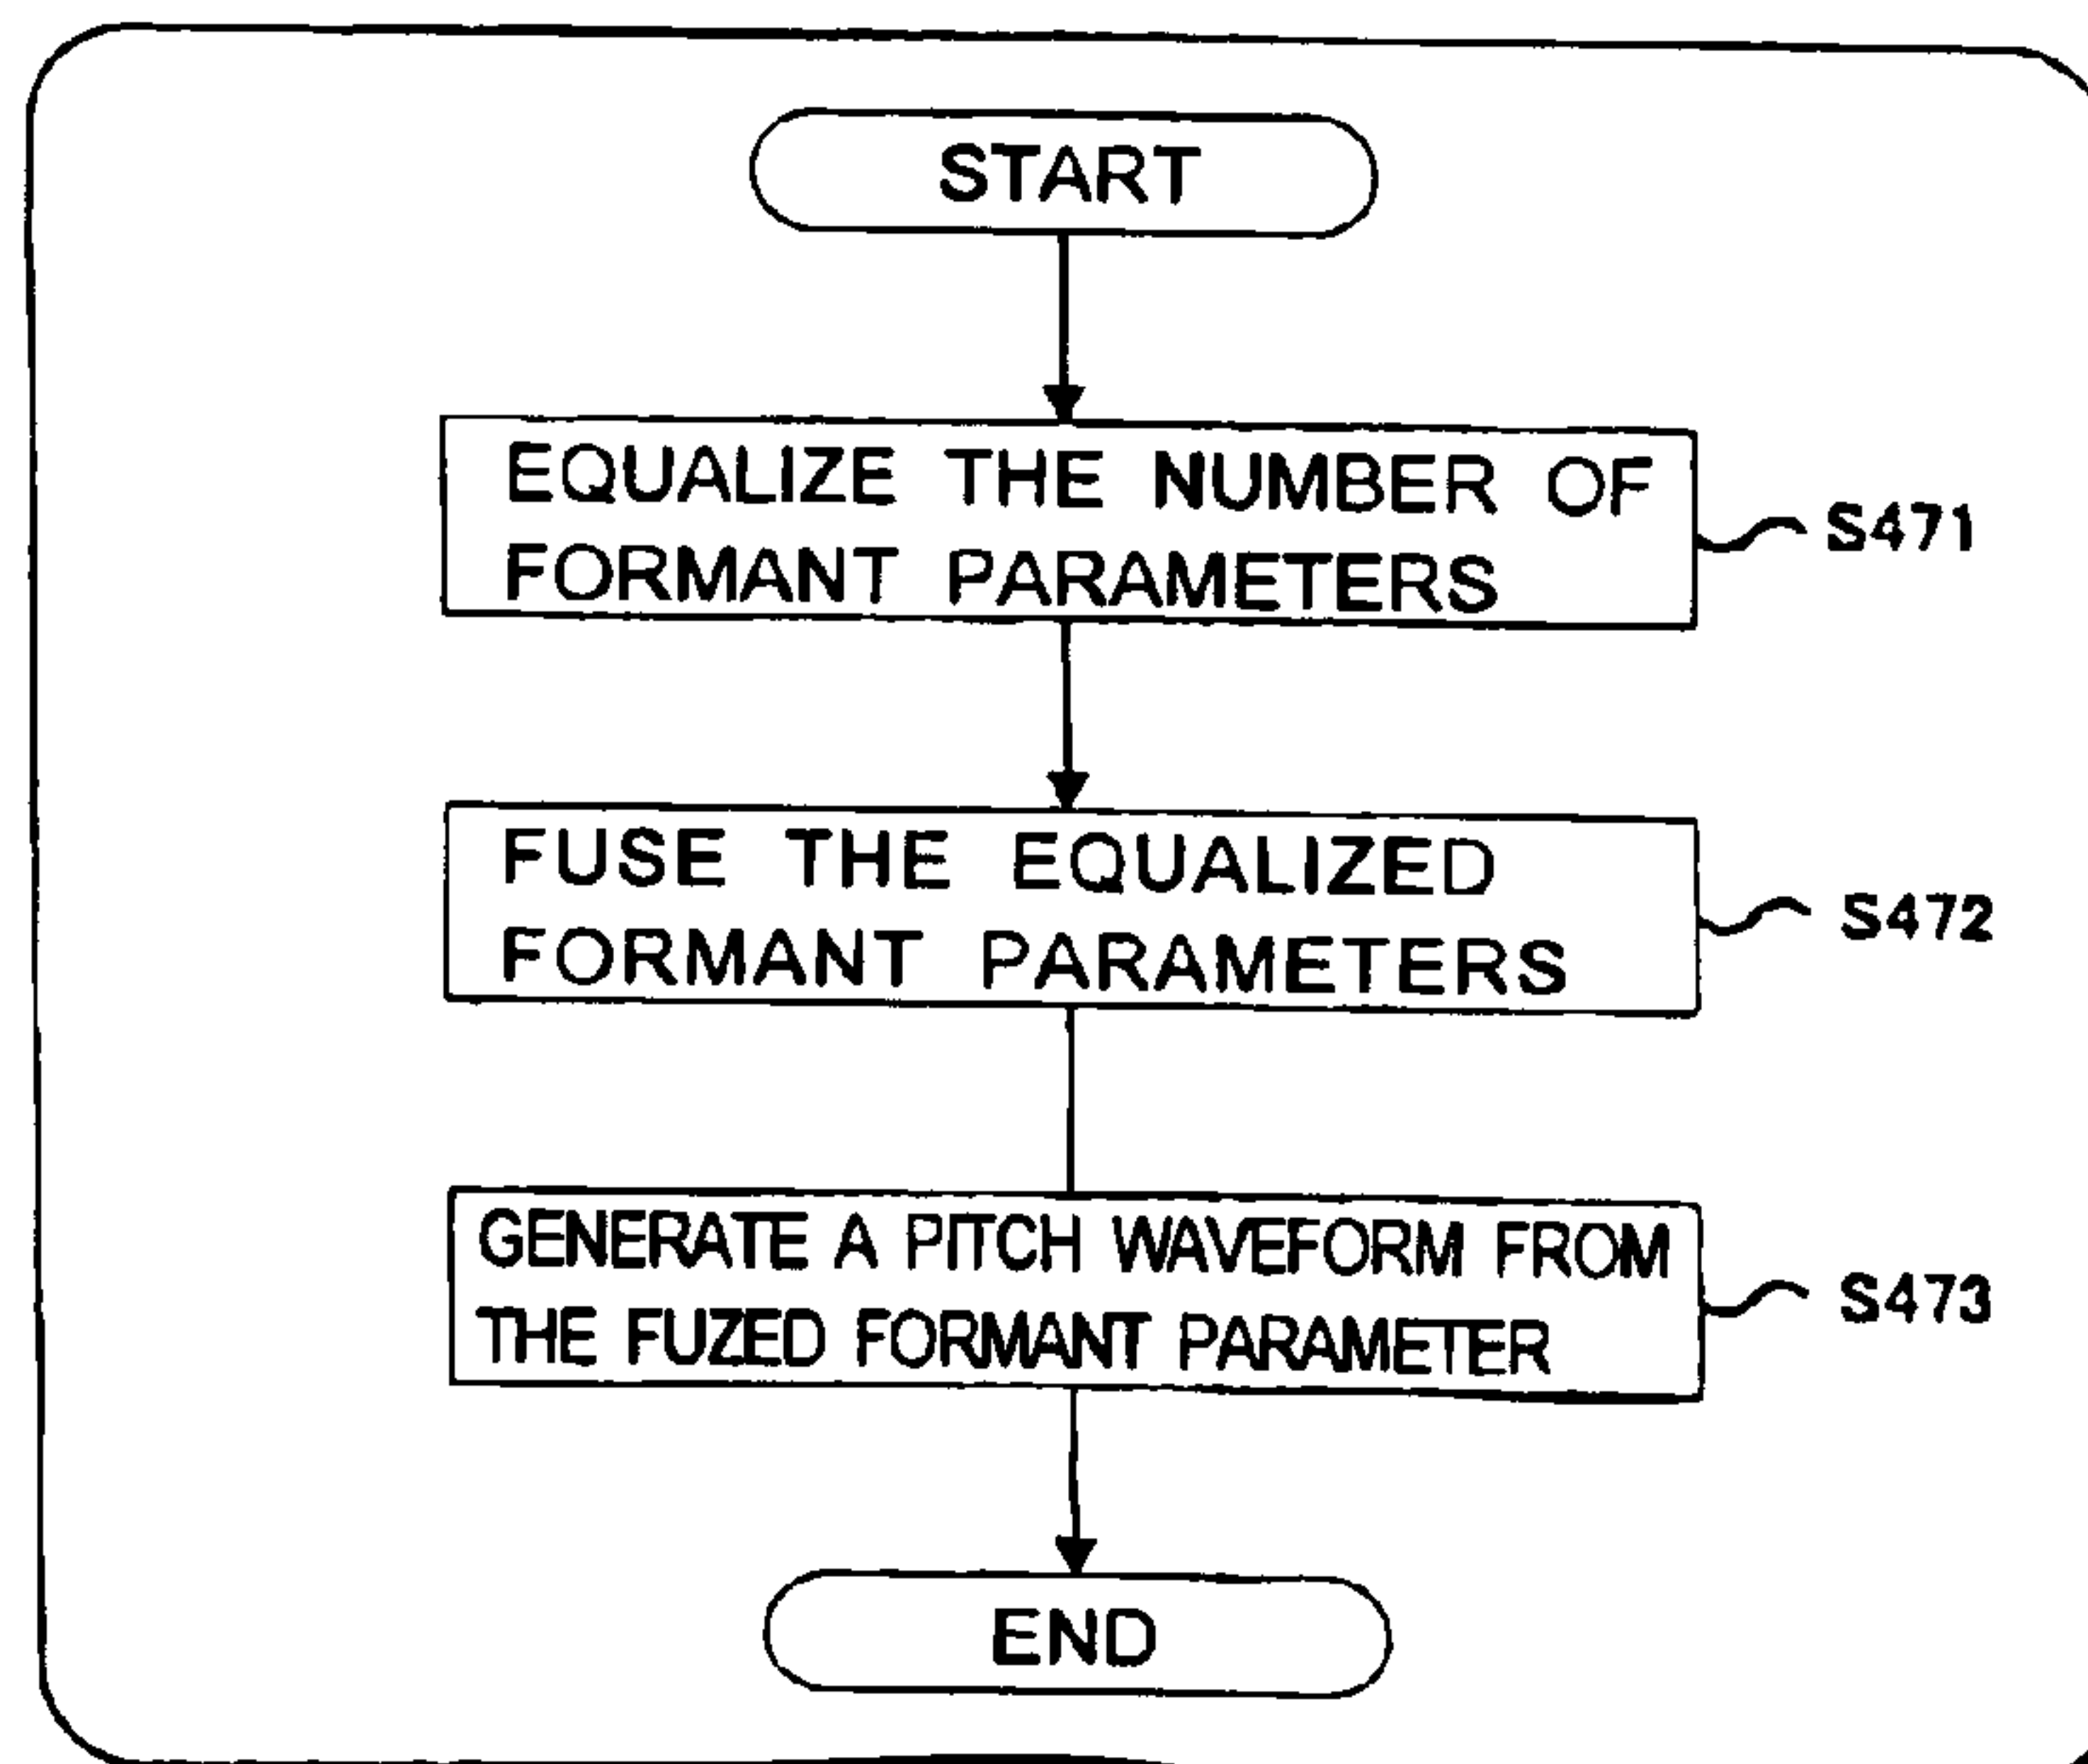 START
EQUALIZE THE NUMBER OF
FORMANT PARAMETERS
S471
FUSE THE EQUALIZED
FORMANT PARAMETERS
S472
GENERATE A PITCH WAVEFORM FROM
THE FUZED FORMANT PARAMETER
S473
END